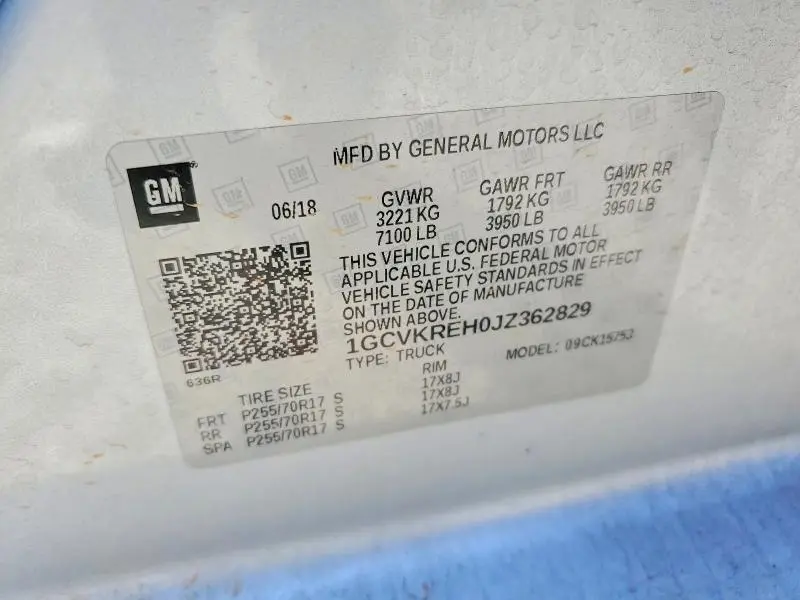 GM
MFD BY GENERAL MOTORS LLC
06/18
GVWR
3221 KG
7100 LB
GAWR FRT
1792 KG
3950 LB
GAWR RR
1792 KG
3950 LB
THIS VEHICLE CONFORMS TO ALL
APPLICABLE U.S. FEDERAL MOTOR
VEHICLE SAFETY STANDARDS IN EFFECT
ON THE DATE OF MANUFACTURE
SHOWN ABOVE.
1GCVKREH0JZ362829
TYPE: TRUCK
MODEL: 09CK15753
636R
TIRE SIZE
RIM
FRT P255/70R17 S 17X8J
RR P255/70R17 S 17X8J
SPA P255/70R17 S 17X7.5J